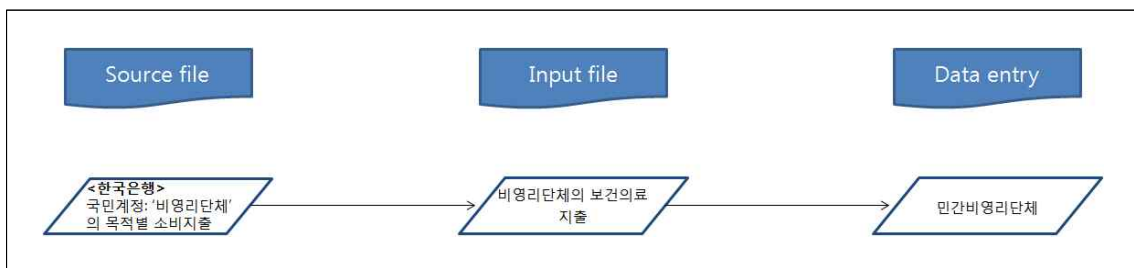 Source file
Input file
Data entry
<한국은행>
국민계정: '비영리단체'
의 목적별 소비지출
비영리단체의 보건의료
지출
민간비영리단체